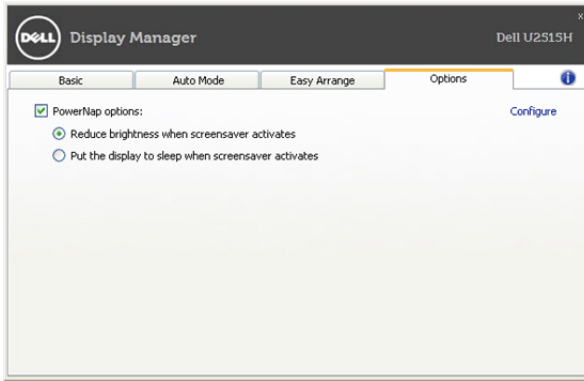 DELL Display Manager Dell U2515H
x
Basic Auto Mode Easy Arrange Options i
PowerNap options: Configure
Reduce brightness when screensaver activates
Put the display to sleep when screensaver activates